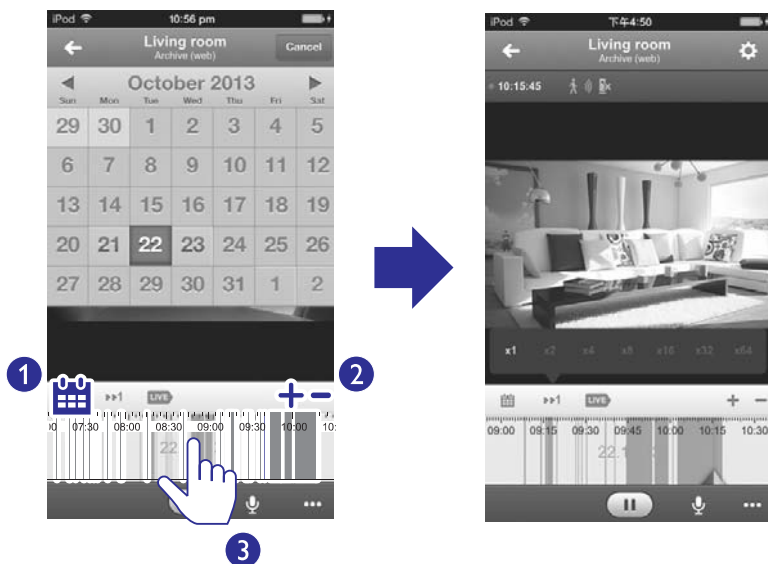 iPod 10:56 pm
Living room
Archive (web)
Cancel
October 2013
Sun Mon Tue Wed Thu Fri Sat
29 30 1 2 3 4 5
6 7 8 9 10 11 12
13 14 15 16 17 18 19
20 21 22 23 24 25 26
27 28 29 30 31 1 2
1
2
1 LIVE
07:30 08:00 08:30 09:00 09:30 10:00 10:
22
3
iPod 下午4:50
Living room
Archive (web)
10:15:45
x1 x2 x4 x8 x16 x32 x64
1 LIVE
09:00 09:15 09:30 09:45 10:00 10:15 10:30